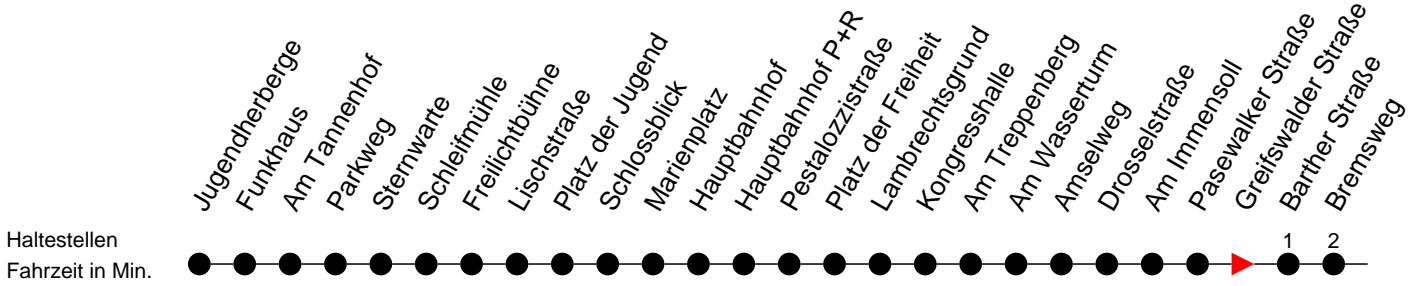 Jugendherberge
Funkhaus
Am Tannenhof
Parkweg
Sternwarte
Schleifmühle
Freilichtbühne
Lischstraße
Platz der Jugend
Schlossblick
Marienplatz
Hauptbahnhof
Hauptbahnhof P+R
Pestalozzistraße
Platz der Freiheit
Lambrechtsgrund
Kongresshalle
Am Treppenberg
Am Wasserturm
Amselweg
Drosselstraße
Am Immensoll
Pasewalker Straße
Greifswalder Straße
Barther Straße
Bremsweg
Haltestellen 1 2
Fahrzeit in Min.